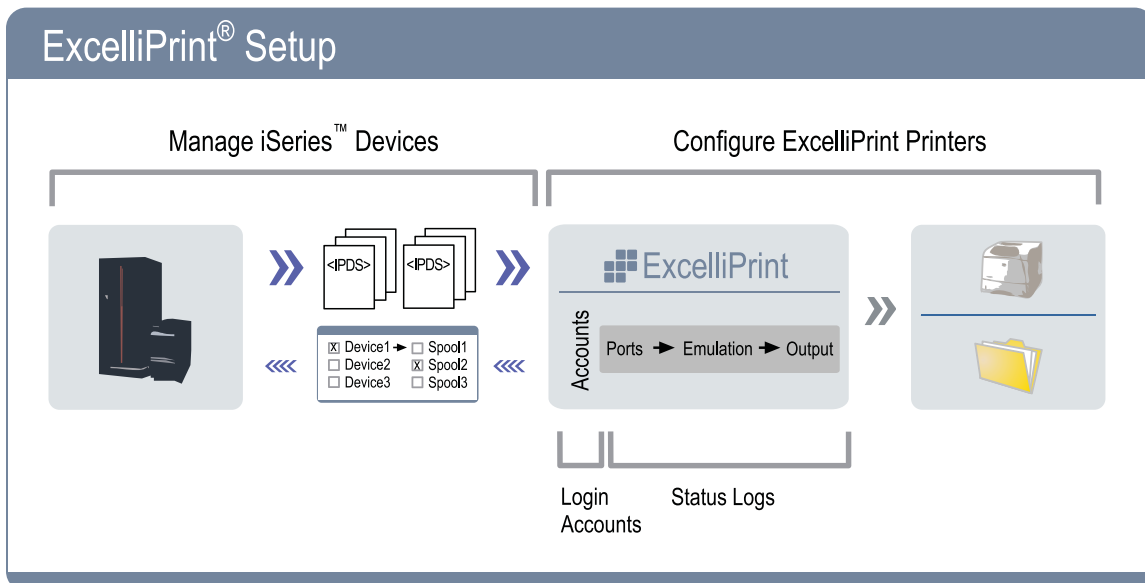 ExcelliPrint® Setup
Manage iSeries™ Devices
Configure ExcelliPrint Printers
<IPDS>
<IPDS>
X Device1 Spool1
Device2 X Spool2
Device3 Spool3
ExcelliPrint
Accounts
Ports Emulation Output
Login
Accounts
Status Logs